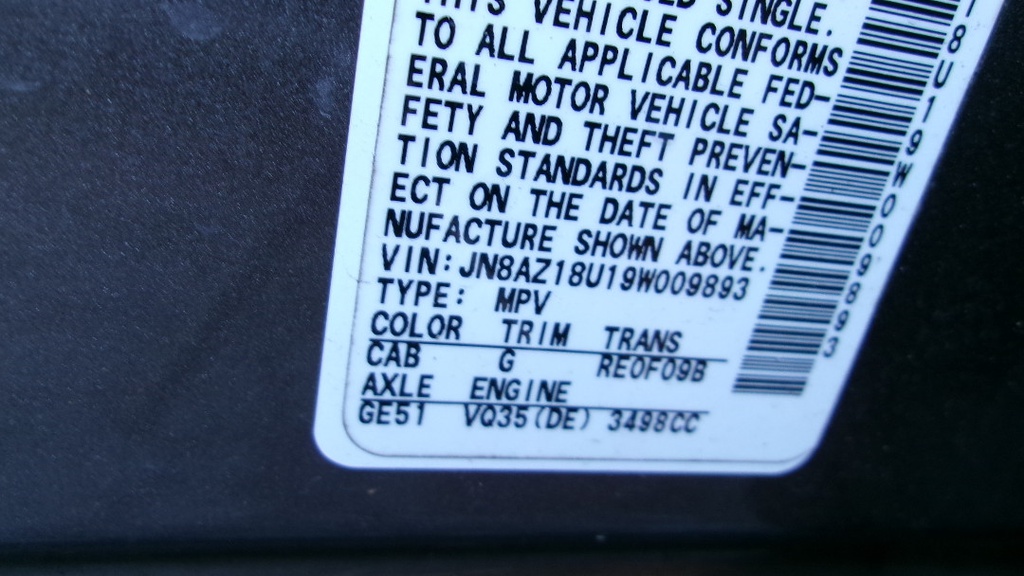 SINGLE.
THIS VEHICLE CONFORMS
TO ALL APPLICABLE FED-
ERAL MOTOR VEHICLE SA-
FETY AND THEFT PREVEN-
TION STANDARDS IN EFF-
ECT ON THE DATE OF MA-
NUFACTURE SHOWN ABOVE.
VIN:JN8AZ18U19W009893
TYPE: MPV
COLOR TRIM TRANS
CAB G RE0F09B
AXLE ENGINE
GE51 VQ35(DE) 3498CC
18U19W009893